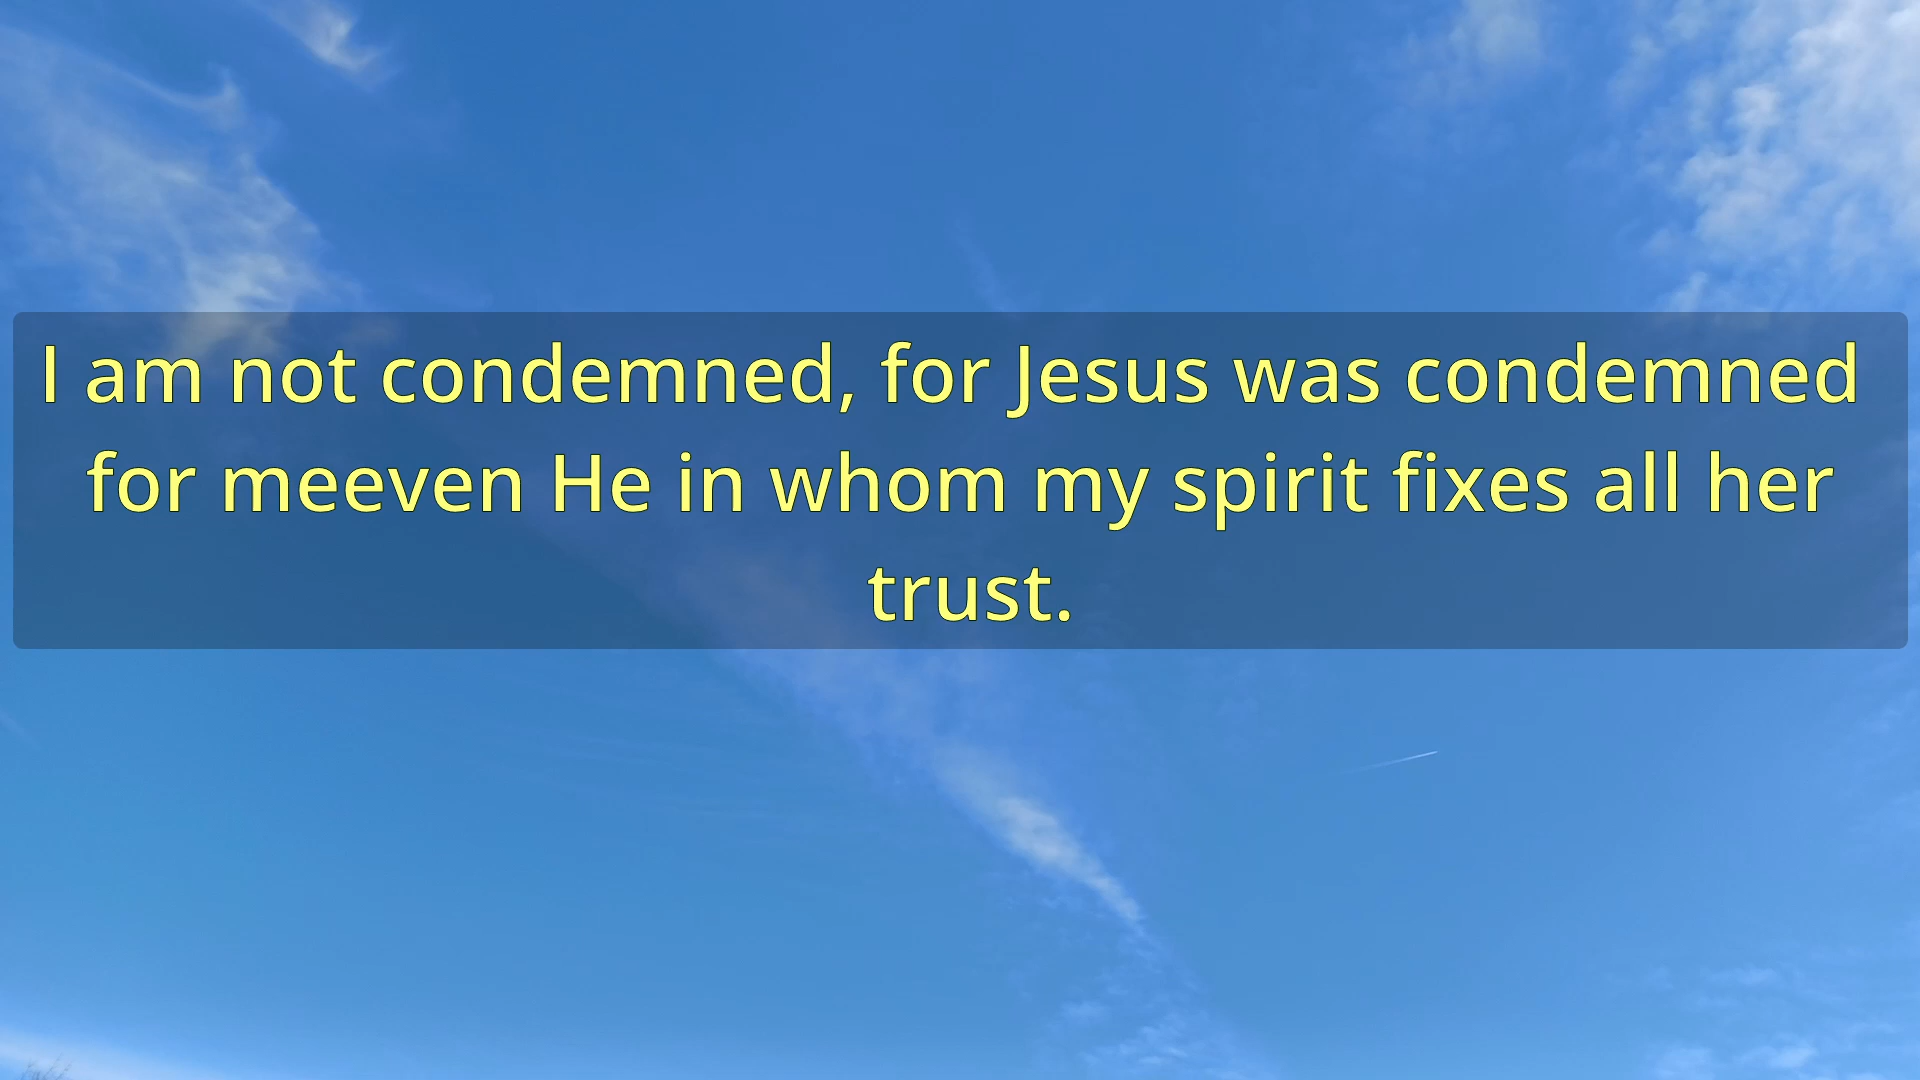 I am not condemned, for Jesus was condemned
for meeven He in whom my spirit fixes all her
trust.